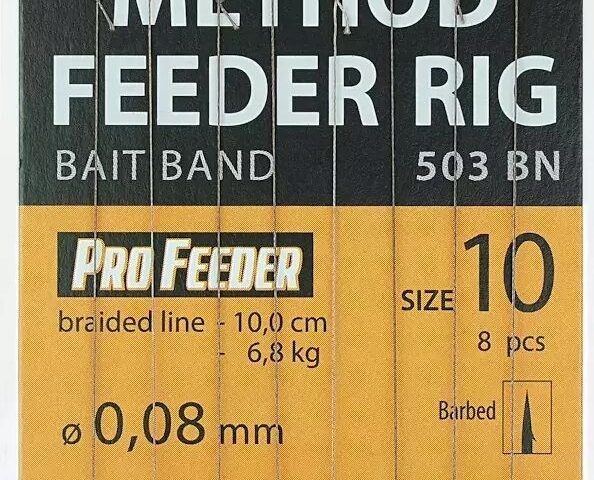 METHOD
FEEDER RIG
BAIT BAND 503 BN
PRO FEEDER
braided line - 10,0 cm
- 6,8 kg
SIZE 10
8 pcs
Barbed
ø 0,08 mm